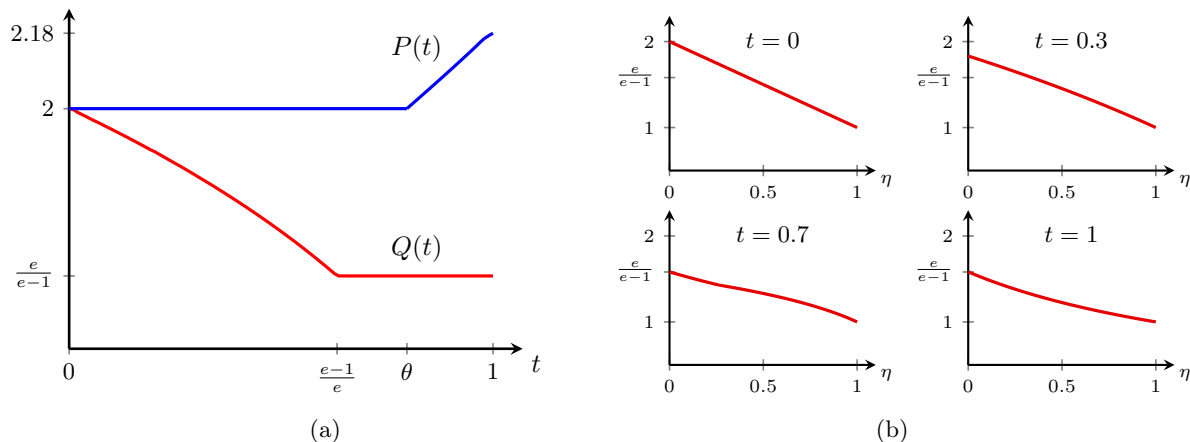 2.18
P(t)
2
Q(t)
e/(e−1)
0
(e−1)/e
θ
1
t
(a)
2
t = 0
e/(e−1)
1
0
0.5
1
η
2
t = 0.3
e/(e−1)
1
0
0.5
1
η
2
t = 0.7
e/(e−1)
1
0
0.5
1
η
2
t = 1
e/(e−1)
1
0
0.5
1
η
(b)